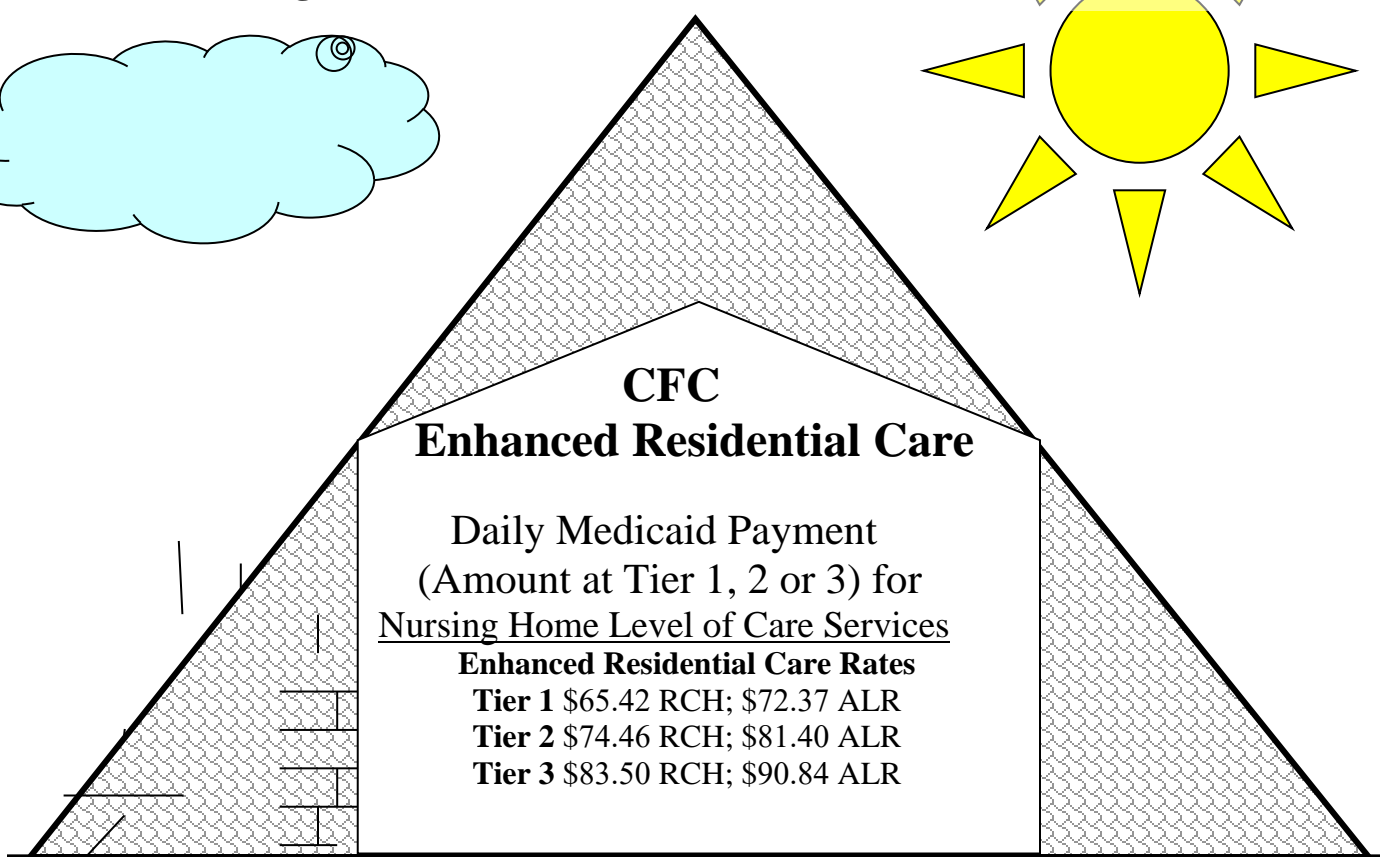 CFC
Enhanced Residential Care
Daily Medicaid Payment
(Amount at Tier 1, 2 or 3) for
Nursing Home Level of Care Services
Enhanced Residential Care Rates
Tier 1 $65.42 RCH; $72.37 ALR
Tier 2 $74.46 RCH; $81.40 ALR
Tier 3 $83.50 RCH; $90.84 ALR